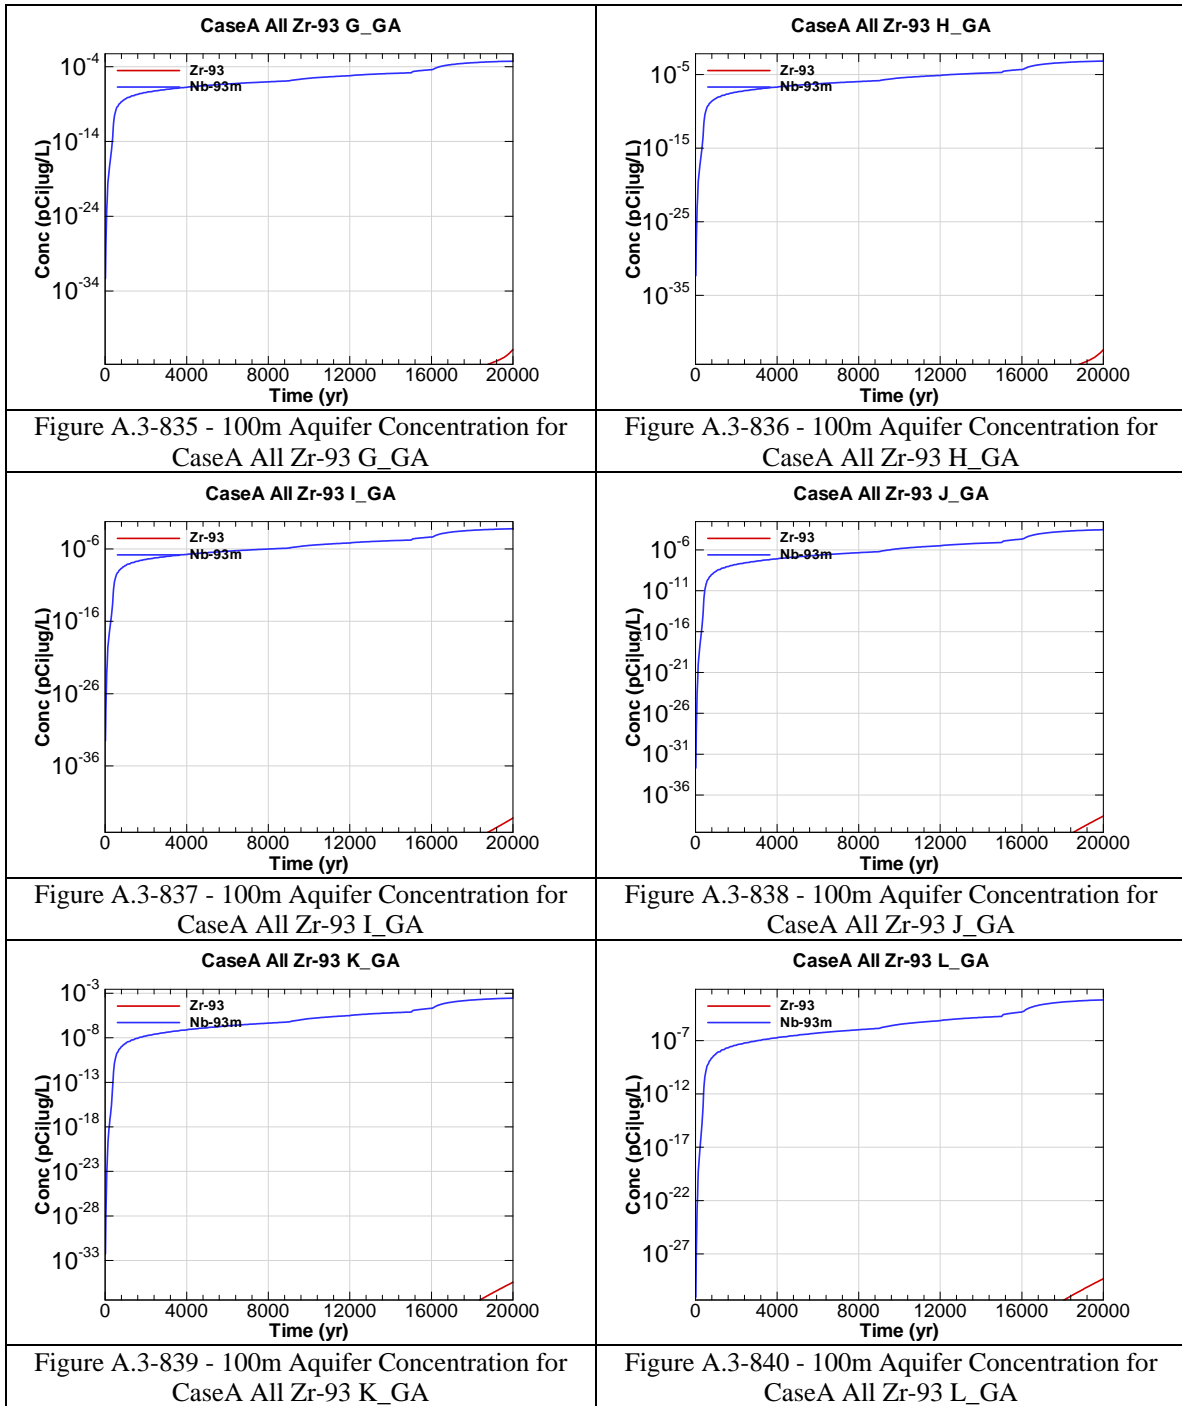 CaseA All Zr-93 G_GA
Zr-93
Nb-93m
10-4
10-14
10-24
10-34
Conc (pCi|ug/L)
0 4000 8000 12000 16000 20000
Time (yr)
Figure A.3-835 - 100m Aquifer Concentration for
CaseA All Zr-93 G_GA
CaseA All Zr-93 H_GA
Zr-93
Nb-93m
10-5
10-15
10-25
10-35
Conc (pCi|ug/L)
0 4000 8000 12000 16000 20000
Time (yr)
Figure A.3-836 - 100m Aquifer Concentration for
CaseA All Zr-93 H_GA
CaseA All Zr-93 I_GA
Zr-93
Nb-93m
10-6
10-16
10-26
10-36
Conc (pCi|ug/L)
0 4000 8000 12000 16000 20000
Time (yr)
Figure A.3-837 - 100m Aquifer Concentration for
CaseA All Zr-93 I_GA
CaseA All Zr-93 J_GA
Zr-93
Nb-93m
10-6
10-11
10-16
10-21
10-26
10-31
10-36
Conc (pCi|ug/L)
0 4000 8000 12000 16000 20000
Time (yr)
Figure A.3-838 - 100m Aquifer Concentration for
CaseA All Zr-93 J_GA
CaseA All Zr-93 K_GA
Zr-93
Nb-93m
10-3
10-8
10-13
10-18
10-23
10-28
10-33
Conc (pCi|ug/L)
0 4000 8000 12000 16000 20000
Time (yr)
Figure A.3-839 - 100m Aquifer Concentration for
CaseA All Zr-93 K_GA
CaseA All Zr-93 L_GA
Zr-93
Nb-93m
10-7
10-12
10-17
10-22
10-27
Conc (pCi|ug/L)
0 4000 8000 12000 16000 20000
Time (yr)
Figure A.3-840 - 100m Aquifer Concentration for
CaseA All Zr-93 L_GA